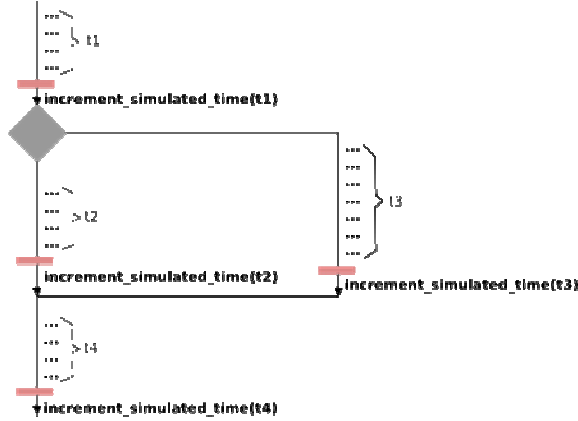 t1
increment_simulated_time(t1)
t2
t3
increment_simulated_time(t2)
increment_simulated_time(t3)
t4
increment_simulated_time(t4)